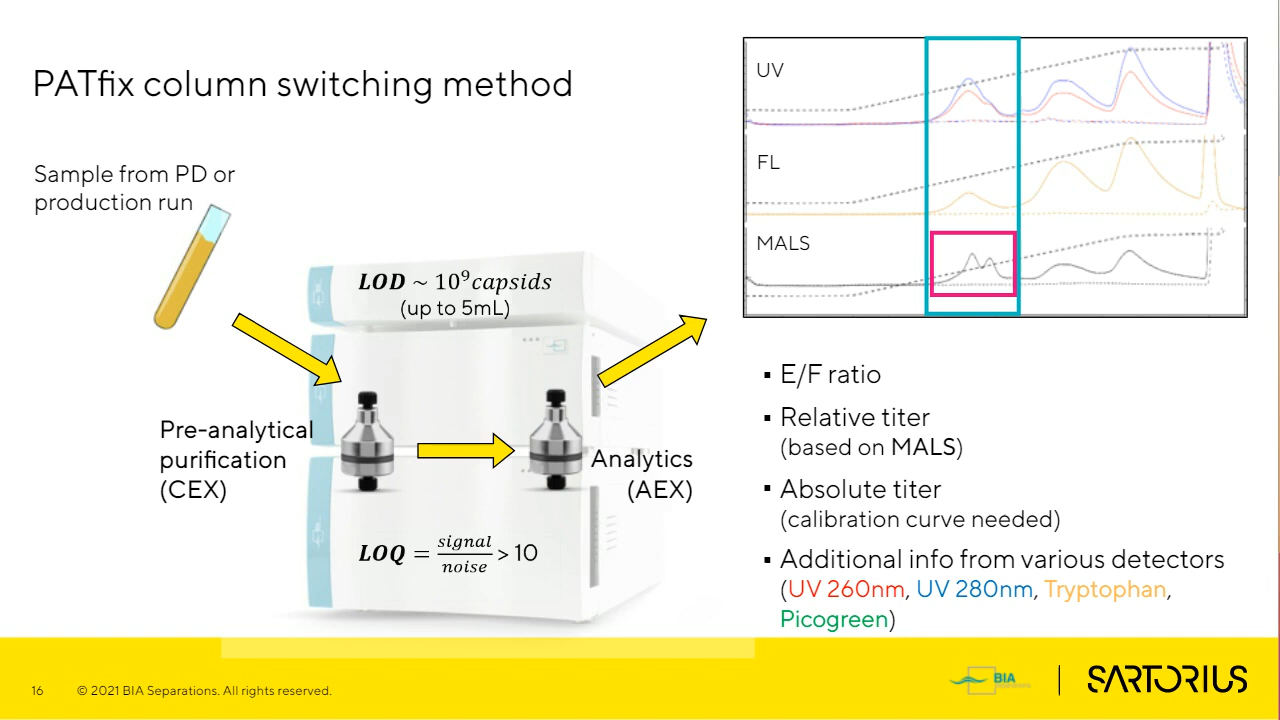 PATfix column switching method
Sample from PD or
production run
LOD ~ 10⁹capsids
(up to 5mL)
Pre-analytical
purification
(CEX)
Analytics
(AEX)
LOQ = signal/noise > 10
UV
FL
MALS
▪ E/F ratio
▪ Relative titer
(based on MALS)
▪ Absolute titer
(calibration curve needed)
▪ Additional info from various detectors
(UV 260nm, UV 280nm, Tryptophan,
Picogreen)
16 © 2021 BIA Separations. All rights reserved.
BIA
SARTORIUS